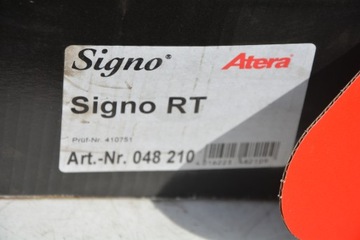 Signo® Atera
Signo RT
Prüf-Nr. 410751
Art.-Nr. 048 210